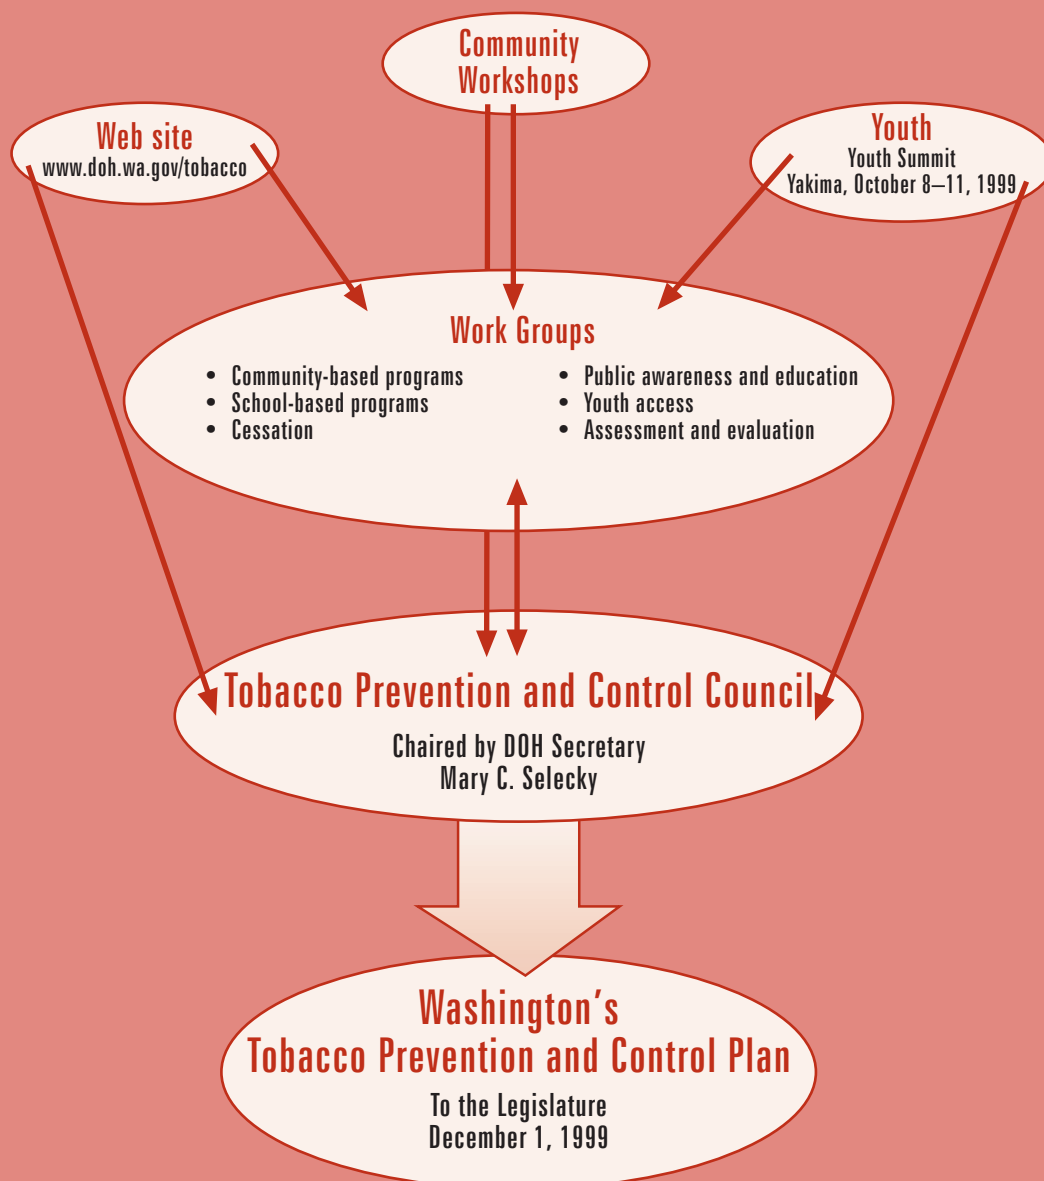 Community
Workshops
Web site
www.doh.wa.gov/tobacco
Youth
Youth Summit
Yakima, October 8–11, 1999
Work Groups
• Community-based programs
• School-based programs
• Cessation
• Public awareness and education
• Youth access
• Assessment and evaluation
Tobacco Prevention and Control Council
Chaired by DOH Secretary
Mary C. Selecky
Washington's
Tobacco Prevention and Control Plan
To the Legislature
December 1, 1999